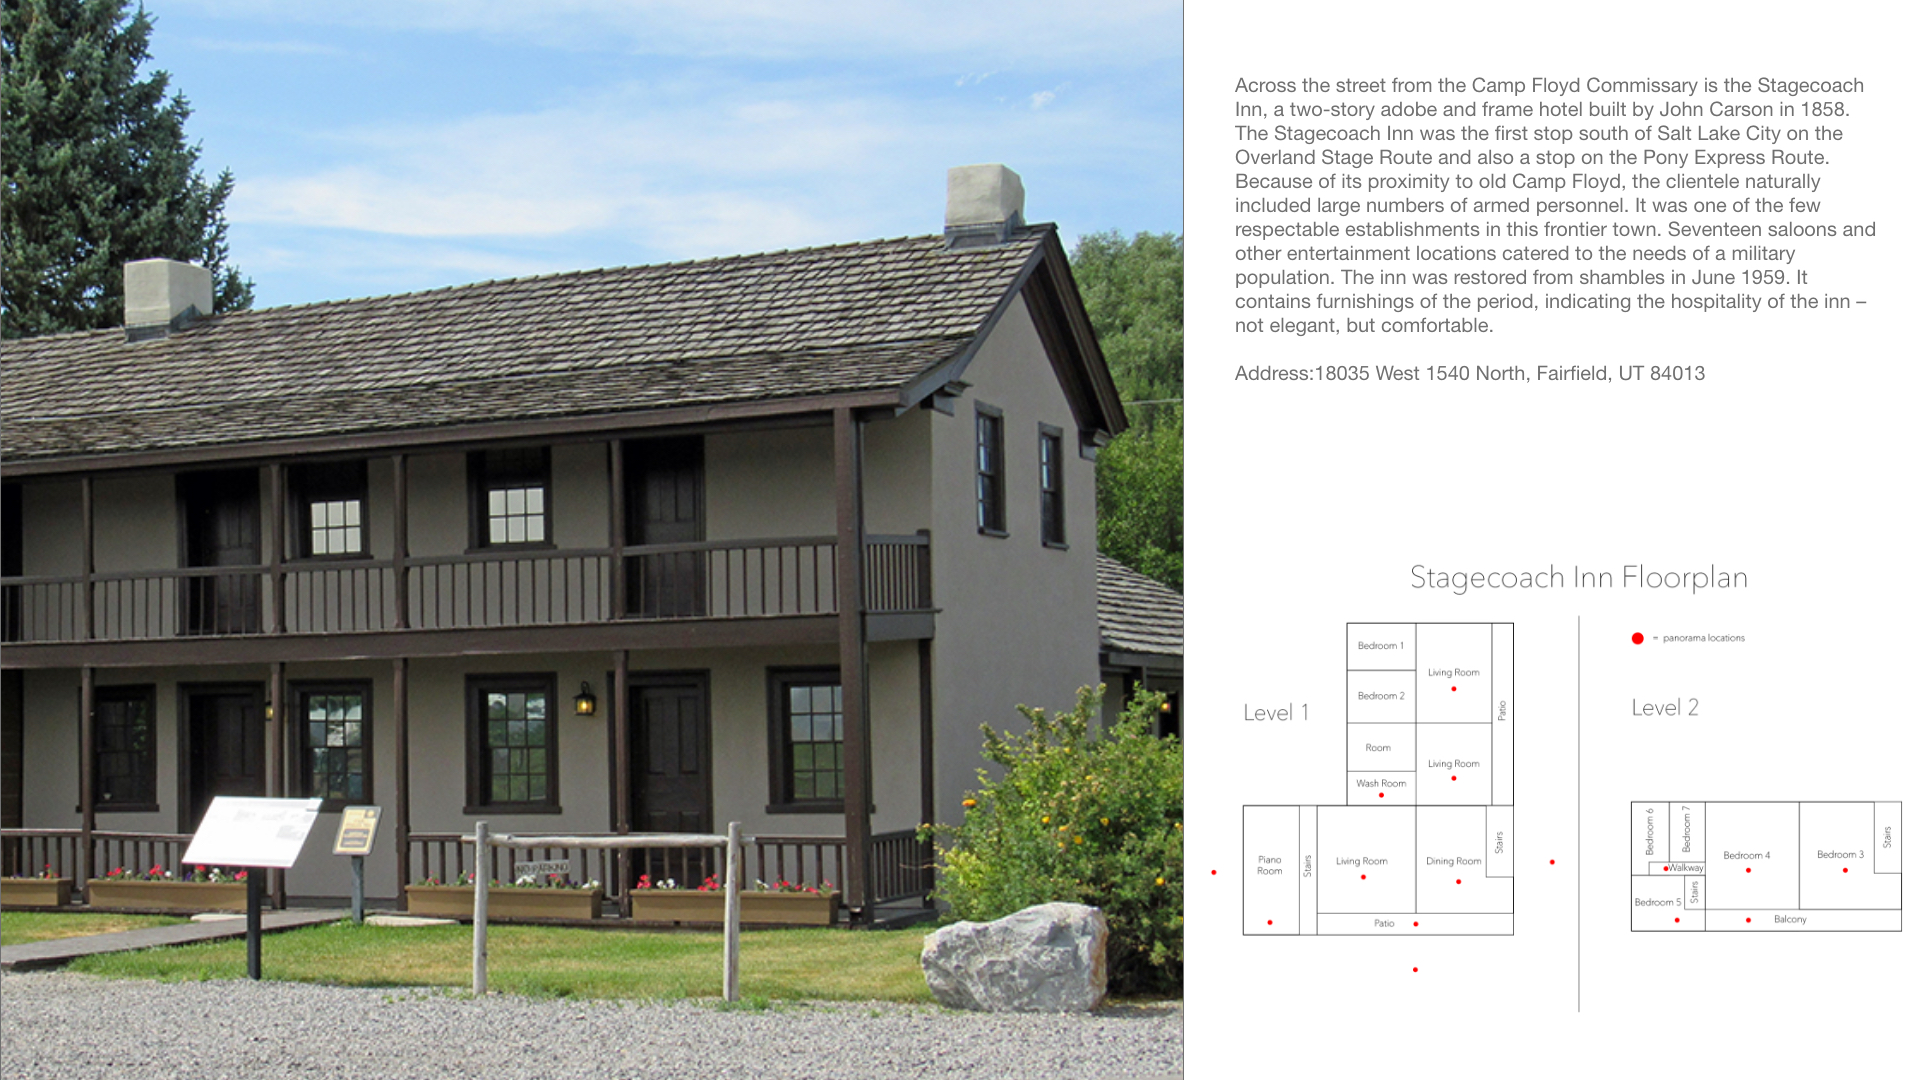 Across the street from the Camp Floyd Commissary is the Stagecoach
Inn, a two-story adobe and frame hotel built by John Carson in 1858.
The Stagecoach Inn was the first stop south of Salt Lake City on the
Overland Stage Route and also a stop on the Pony Express Route.
Because of its proximity to old Camp Floyd, the clientele naturally
included large numbers of armed personnel. It was one of the few
respectable establishments in this frontier town. Seventeen saloons and
other entertainment locations catered to the needs of a military
population. The inn was restored from shambles in June 1959. It
contains furnishings of the period, indicating the hospitality of the inn –
not elegant, but comfortable.
Address:18035 West 1540 North, Fairfield, UT 84013
Stagecoach Inn Floorplan
= panorama locations
Level 1
Bedroom 1
Living Room
Bedroom 2
Patio
Room
Living Room
Wash Room
Piano
Room
Stairs
Living Room
Dining Room
Stairs
Patio
Level 2
Bedroom 6
Bedroom 7
Bedroom 4
Bedroom 3
Stairs
Walkway
Bedroom 5
Stairs
Balcony